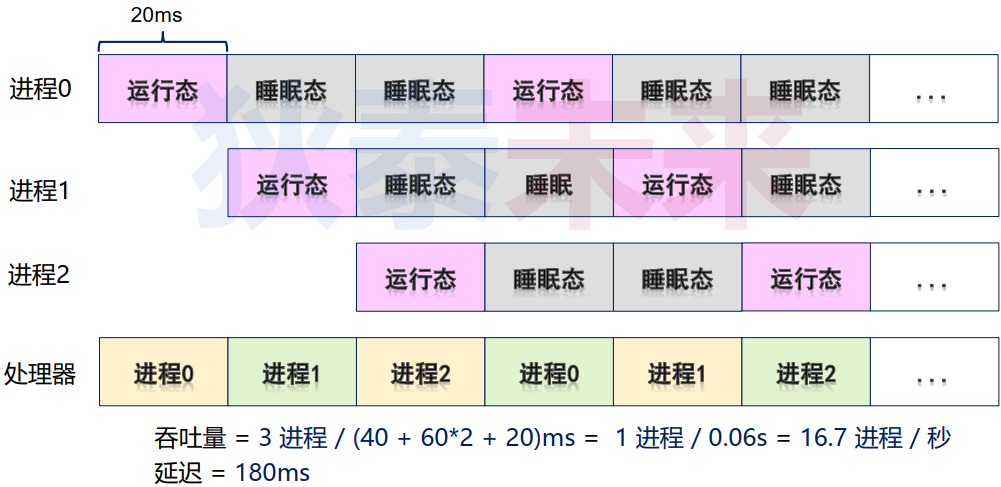 20ms
进程0 运行态 睡眠态 睡眠态 运行态 睡眠态 睡眠态 ...
进程1 运行态 睡眠态 睡眠 运行态 睡眠态 ...
进程2 运行态 睡眠态 睡眠态 运行态 ...
处理器 进程0 进程1 进程2 进程0 进程1 进程2 ...
吞吐量 = 3 进程 / (40 + 60*2 + 20)ms = 1 进程 / 0.06s = 16.7 进程 / 秒
延迟 = 180ms
狄泰未来